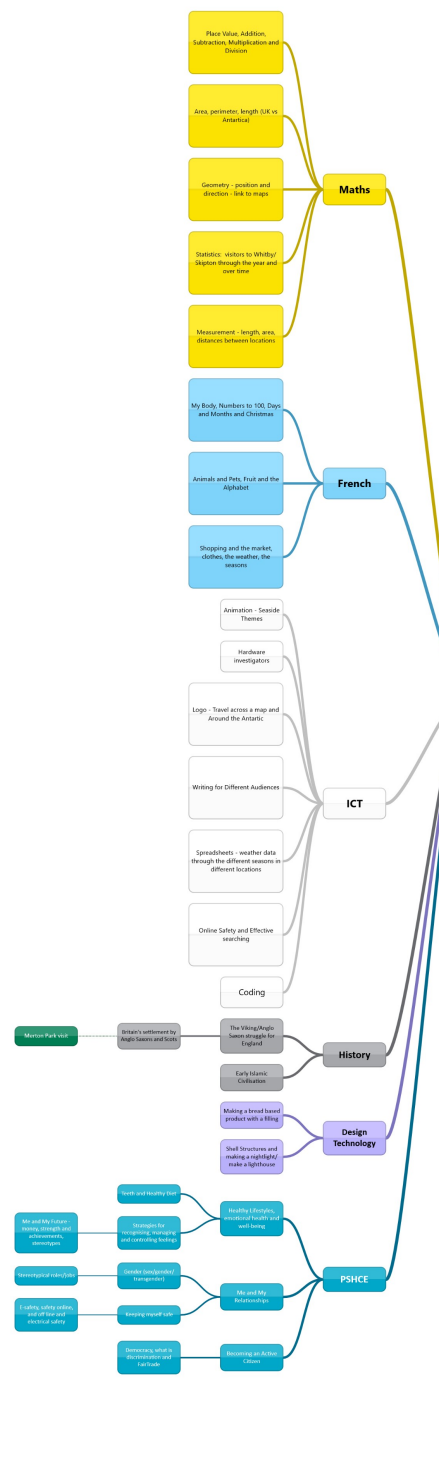 Place Value, Addition,
Subtraction, Multiplication and
Division
Area, perimeter, length (UK vs
Antartica)
Geometry - position and
direction - link to maps
Maths
Statistics: visitors to Whitby/
Skipton through the year and
over time
Measurement - length, area,
distances between locations
My Body, Numbers to 100, Days
and Months and Christmas
Animals and Pets, Fruit and the
Alphabet
French
Shopping and the market,
clothes, the weather, the
seasons
Animation - Seaside
Themes
Hardware
investigators
Logo - Travel across a map and
Around the Antartic
Writing for Different Audiences
ICT
Spreadsheets - weather data
through the different seasons in
different locations
Online Safety and Effective
searching
Coding
Murton Park visit
Britain's settlement by
Anglo Saxons and Scots
The Viking/Anglo
Saxon struggle for
England
History
Early Islamic
Civilisation
Making a bread based
product with a filling
Design
Technology
Shell Structures and
making a nightlight/
make a lighthouse
Teeth and Healthy Diet
Healthy Lifestyles,
emotional health and
well-being
Me and My Future -
money, strength and
achievements,
stereotypes
Strategies for
recognising, managing
and controlling feelings
Stereotypical roles/jobs
Gender (sex/gender/
transgender)
PSHCE
Me and My
Relationships
E-safety, safety online,
and off line and
electrical safety
Keeping myself safe
Democracy, what is
discrimination and
FairTrade
Becoming an Active
Citizen